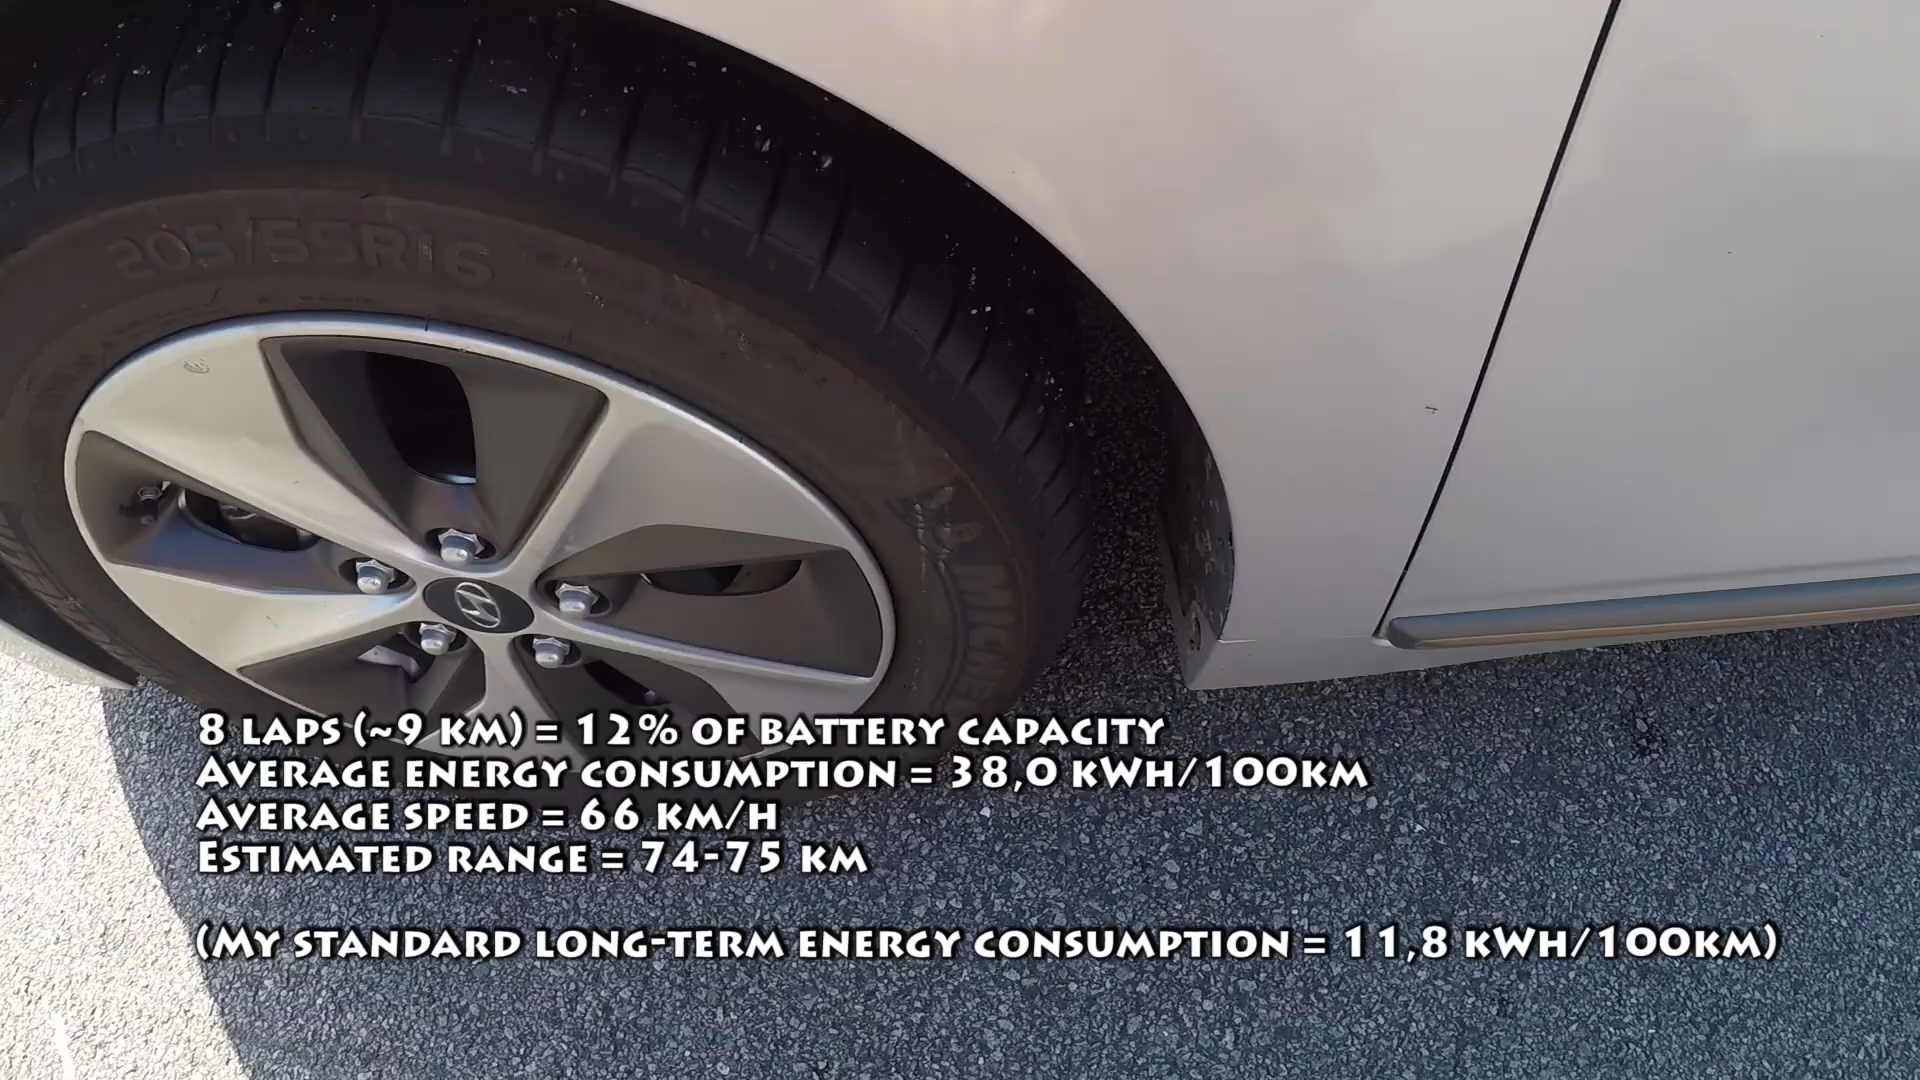 205/55R16
MICHE
8 LAPS (~9 KM) = 12% OF BATTERY CAPACITY
AVERAGE ENERGY CONSUMPTION = 38,0 KWH/100KM
AVERAGE SPEED = 66 KM/H
ESTIMATED RANGE = 74-75 KM
(MY STANDARD LONG-TERM ENERGY CONSUMPTION = 11,8 KWH/100KM)